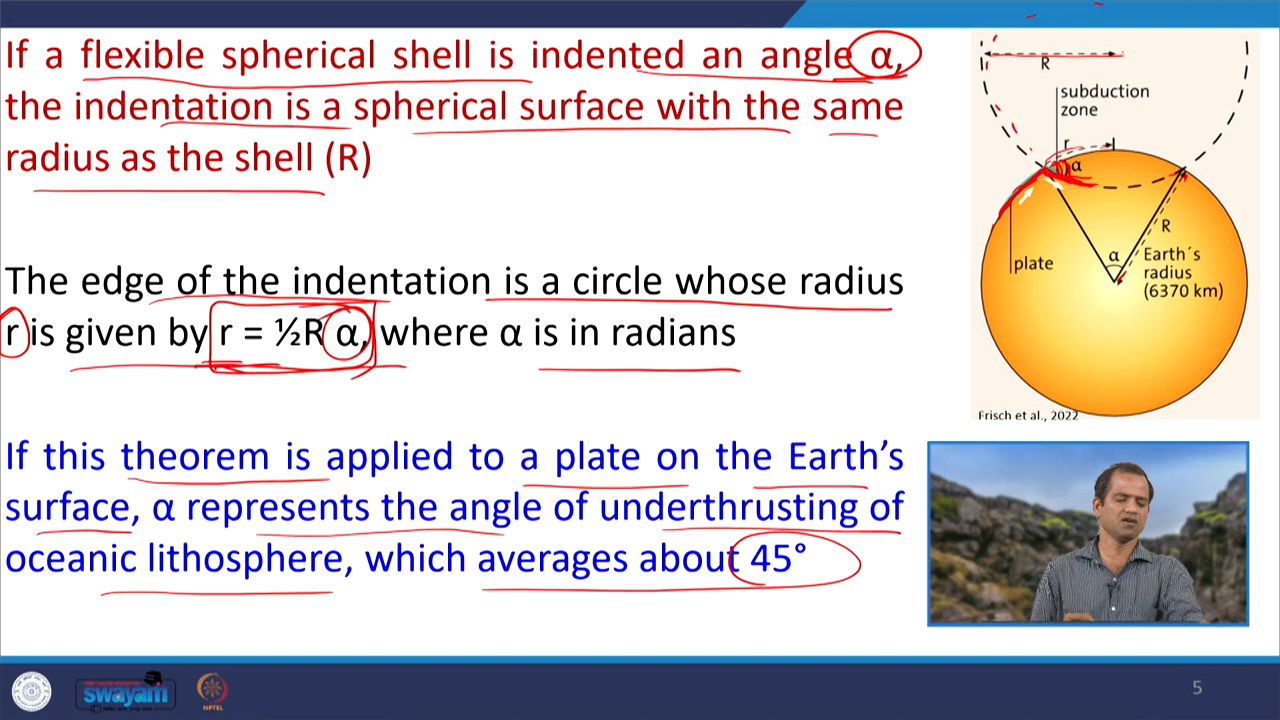 If a flexible spherical shell is indented an angle α,
the indentation is a spherical surface with the same
radius as the shell (R)
The edge of the indentation is a circle whose radius
r is given by r = ½R α, where α is in radians
If this theorem is applied to a plate on the Earth’s
surface, α represents the angle of underthrusting of
oceanic lithosphere, which averages about 45°
R
subduction
zone
r
α
R
α
Earth´s
radius
(6370 km)
plate
Frisch et al., 2022
swayam
NPTEL
5